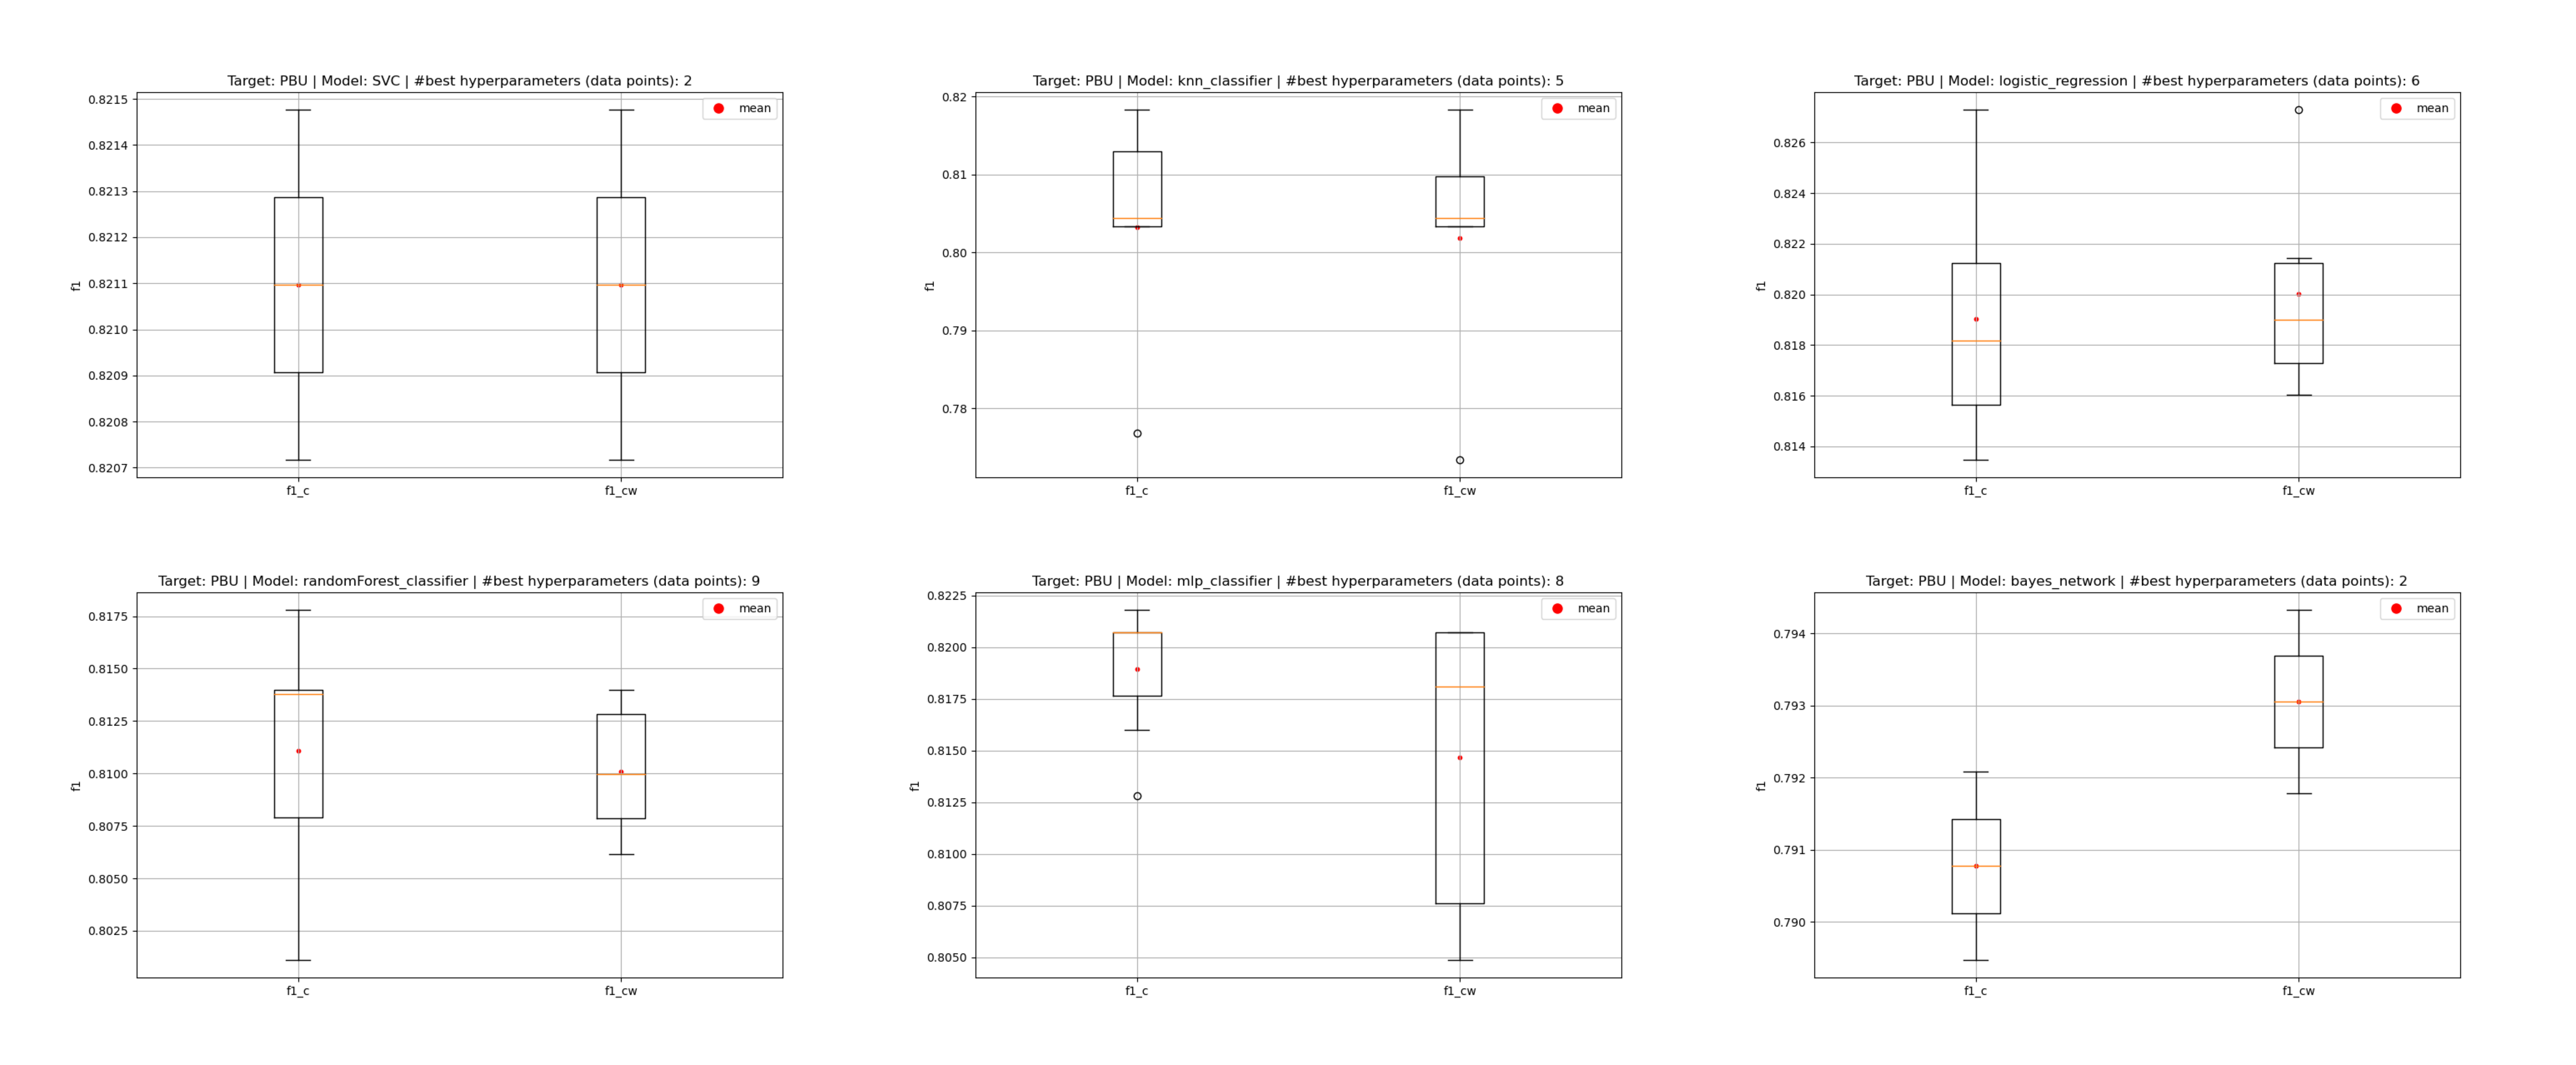 Target: PBU | Model: SVC | #best hyperparameters (data points): 2
mean
0.8215
0.8214
0.8213
0.8212
0.8211
0.8210
0.8209
0.8208
0.8207
f1
f1_c
f1_cw
Target: PBU | Model: knn_classifier | #best hyperparameters (data points): 5
mean
0.82
0.81
0.80
0.79
0.78
f1
f1_c
f1_cw
Target: PBU | Model: logistic_regression | #best hyperparameters (data points): 6
mean
0.826
0.824
0.822
0.820
0.818
0.816
0.814
f1
f1_c
f1_cw
Target: PBU | Model: randomForest_classifier | #best hyperparameters (data points): 9
mean
0.8175
0.8150
0.8125
0.8100
0.8075
0.8050
0.8025
f1
f1_c
f1_cw
Target: PBU | Model: mlp_classifier | #best hyperparameters (data points): 8
mean
0.8225
0.8200
0.8175
0.8150
0.8125
0.8100
0.8075
0.8050
f1
f1_c
f1_cw
Target: PBU | Model: bayes_network | #best hyperparameters (data points): 2
mean
0.794
0.793
0.792
0.791
0.790
f1
f1_c
f1_cw